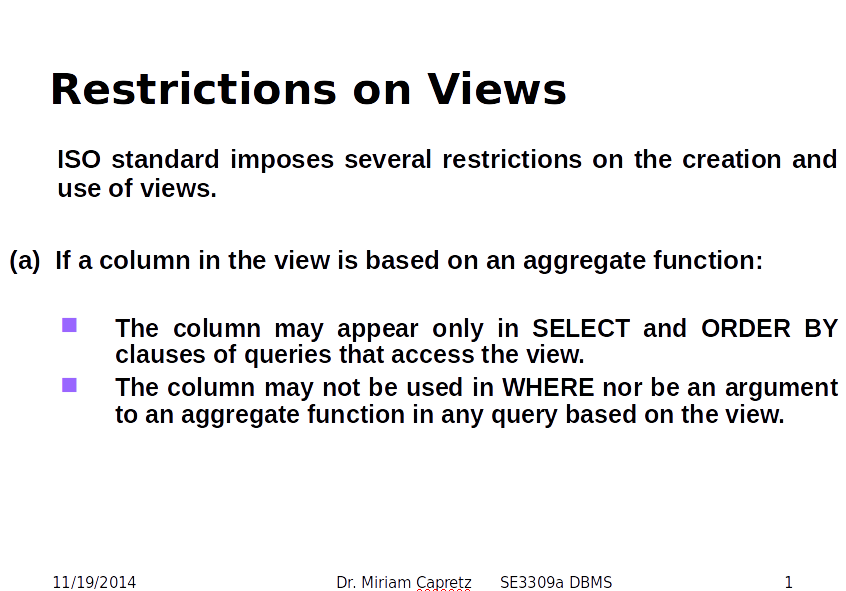 Restrictions on Views
ISO standard imposes several restrictions on the creation and
use of views.
(a) If a column in the view is based on an aggregate function:
The column may appear only in SELECT and ORDER BY
clauses of queries that access the view.
The column may not be used in WHERE nor be an argument
to an aggregate function in any query based on the view.
11/19/2014 Dr. Miriam Capretz SE3309a DBMS 1